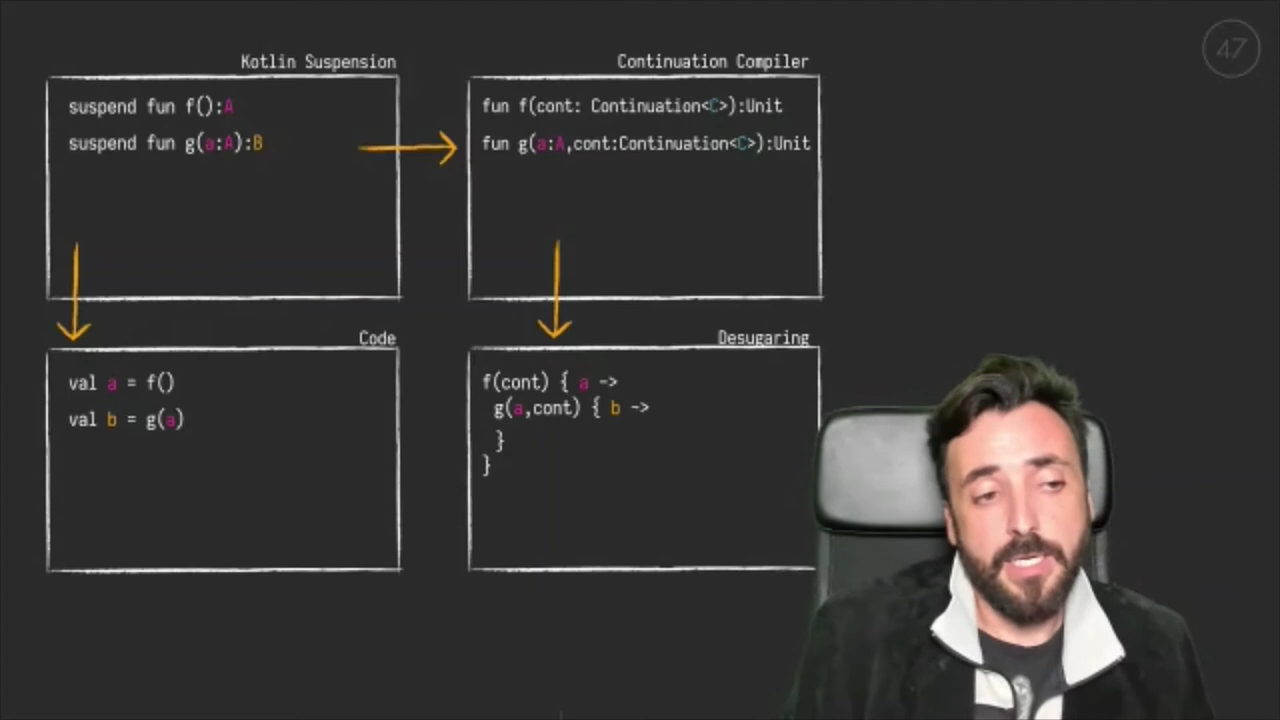 47
Kotlin Suspension
suspend fun f():A
suspend fun g(a:A):B
Continuation Compiler
fun f(cont: Continuation<C>):Unit
fun g(a:A,cont:Continuation<C>):Unit
Code
val a = f()
val b = g(a)
Desugaring
f(cont) { a ->
g(a,cont) { b ->
}
}